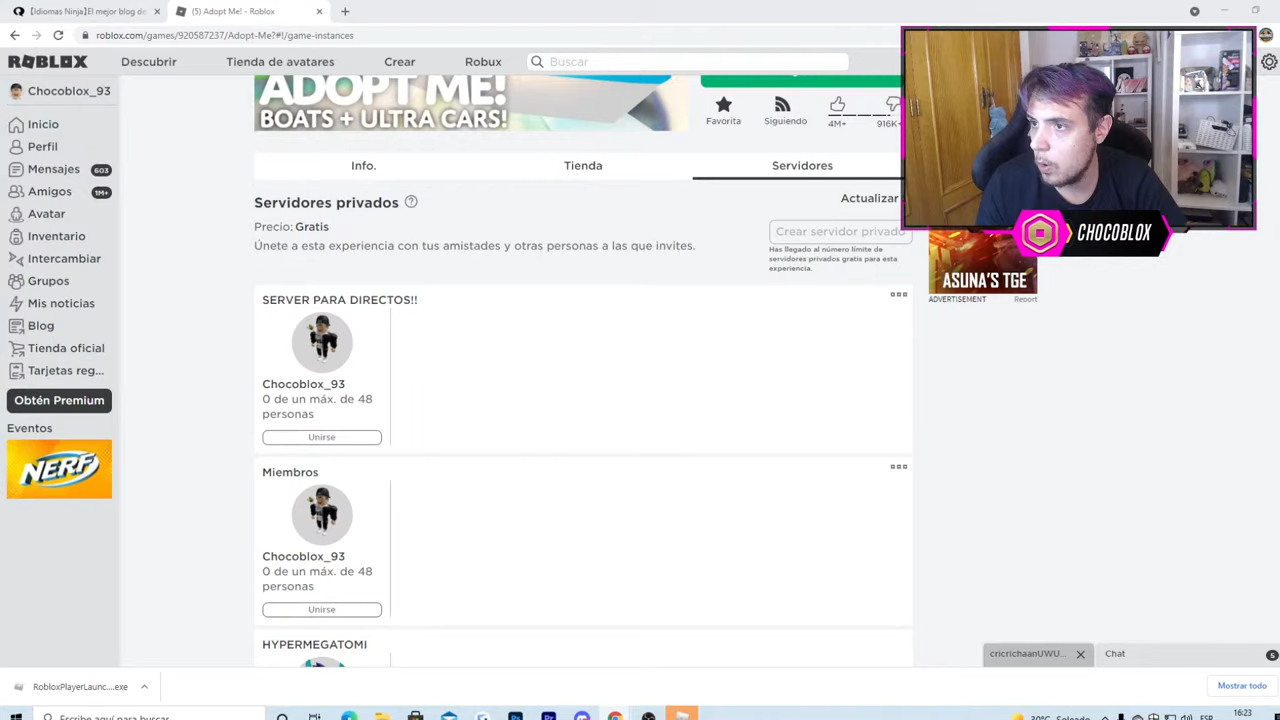 【Idiomas Ninja】El mejor blog de
(5) Adopt Me! - Roblox
roblox.com/games/920587237/Adopt-Me?#!/game-instances
ROBLOX
Descubrir
Tienda de avatares
Crear
Robux
Buscar
Chocoblox_93
Inicio
Perfil
Mensajes 603
Amigos 1M+
Avatar
Inventario
Intercambiar
Grupos
Mis noticias
Blog
Tienda oficial
Tarjetas reg...
Obtén Premium
Eventos
NERF
ADOPT ME!
BOATS + ULTRA CARS!
Favorita
Siguiendo
4M+
916K+
Info.
Tienda
Servidores
Servidores privados
Actualizar
Precio: Gratis
Crear servidor privado
Únete a esta experiencia con tus amistades y otras personas a las que invites.
Has llegado al número límite de
servidores privados gratis para esta
experiencia.
SERVER PARA DIRECTOS!!
Chocoblox_93
0 de un máx. de 48
personas
Unirse
Miembros
Chocoblox_93
0 de un máx. de 48
personas
Unirse
HYPERMEGATOMI
CHOCOBLOX
ASUNA'S TGE
ADVERTISEMENT
Report
cricrichaanUWU...
Chat
5
RobloxPlayerLaunc....exe
Mostrar todo
Escribe aquí para buscar
30°C Soleado
ESP
16:23